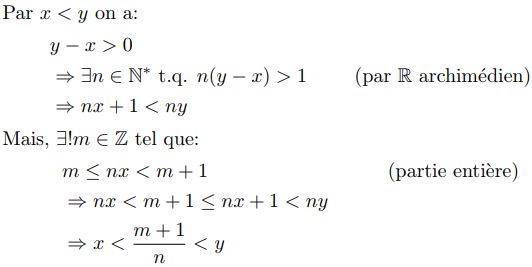 Par x < y on a:
y − x > 0
⇒ ∃n ∈ ℕ* t.q. n(y − x) > 1 (par ℝ archimédien)
⇒ nx + 1 < ny
Mais, ∃!m ∈ ℤ tel que:
m ≤ nx < m + 1 (partie entière)
⇒ nx < m + 1 ≤ nx + 1 < ny
⇒ x < \frac{m + 1}{n} < y